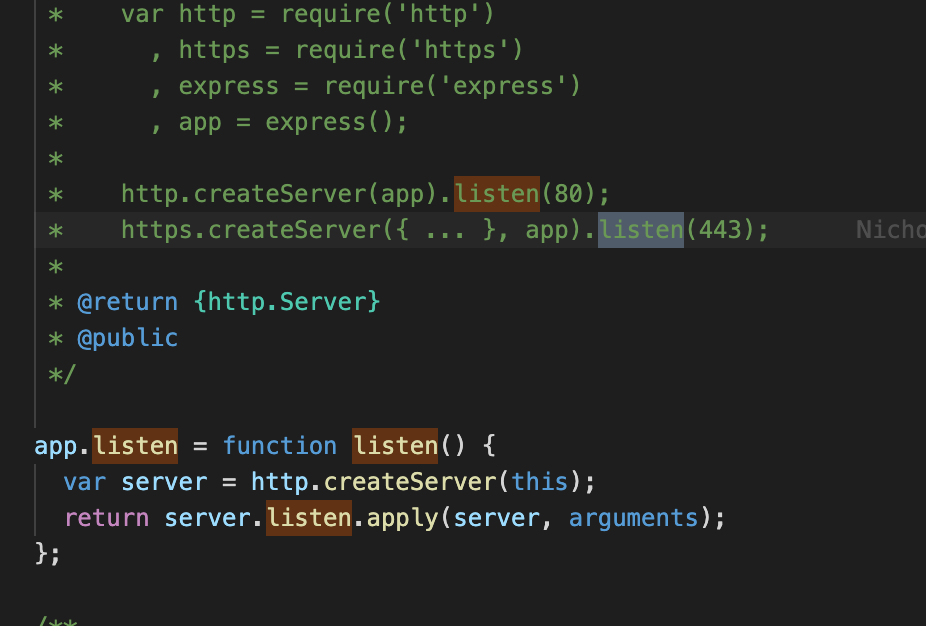 *    var http = require('http')
*      , https = require('https')
*      , express = require('express')
*      , app = express();
*
*    http.createServer(app).listen(80);
*    https.createServer({ ... }, app).listen(443);
*
* @return {http.Server}
* @public
*/
app.listen = function listen() {
  var server = http.createServer(this);
  return server.listen.apply(server, arguments);
};
/**